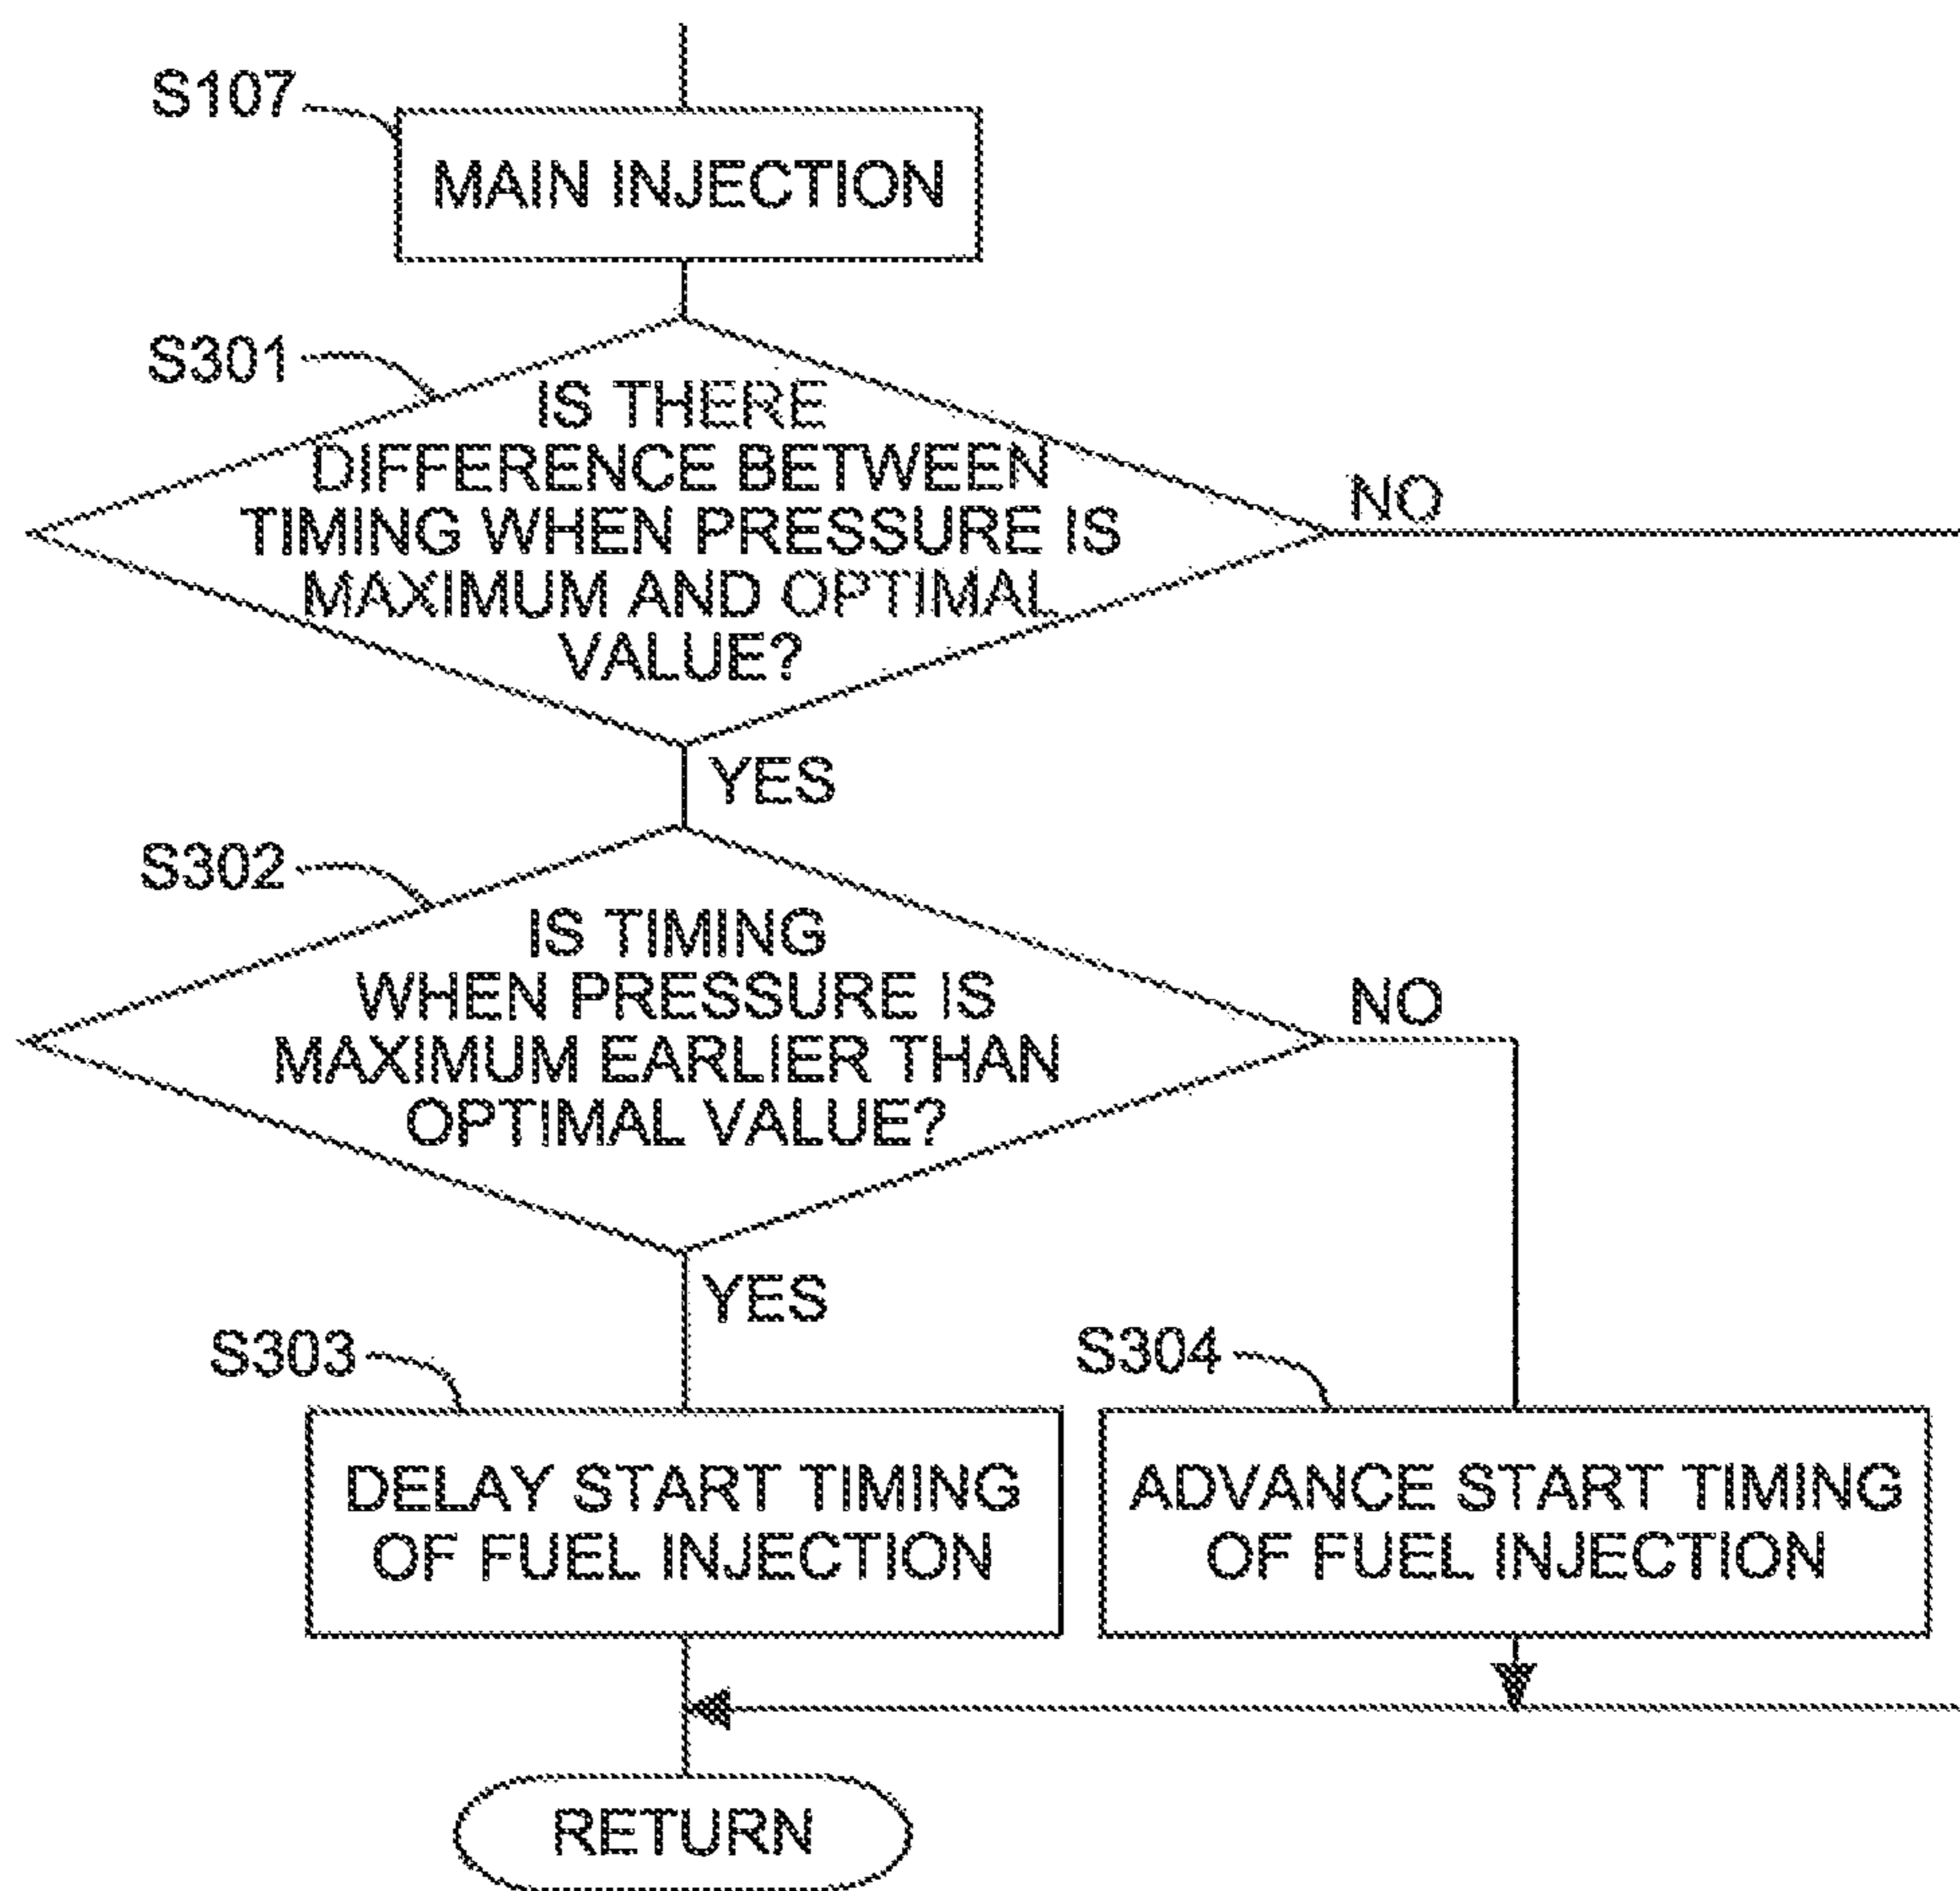 S107
MAIN INJECTION
S301
IS THERE
DIFFERENCE BETWEEN
TIMING WHEN PRESSURE IS
MAXIMUM AND OPTIMAL
VALUE?
NO
YES
S302
IS TIMING
WHEN PRESSURE IS
MAXIMUM EARLIER THAN
OPTIMAL VALUE?
NO
YES
S303
DELAY START TIMING
OF FUEL INJECTION
S304
ADVANCE START TIMING
OF FUEL INJECTION
RETURN